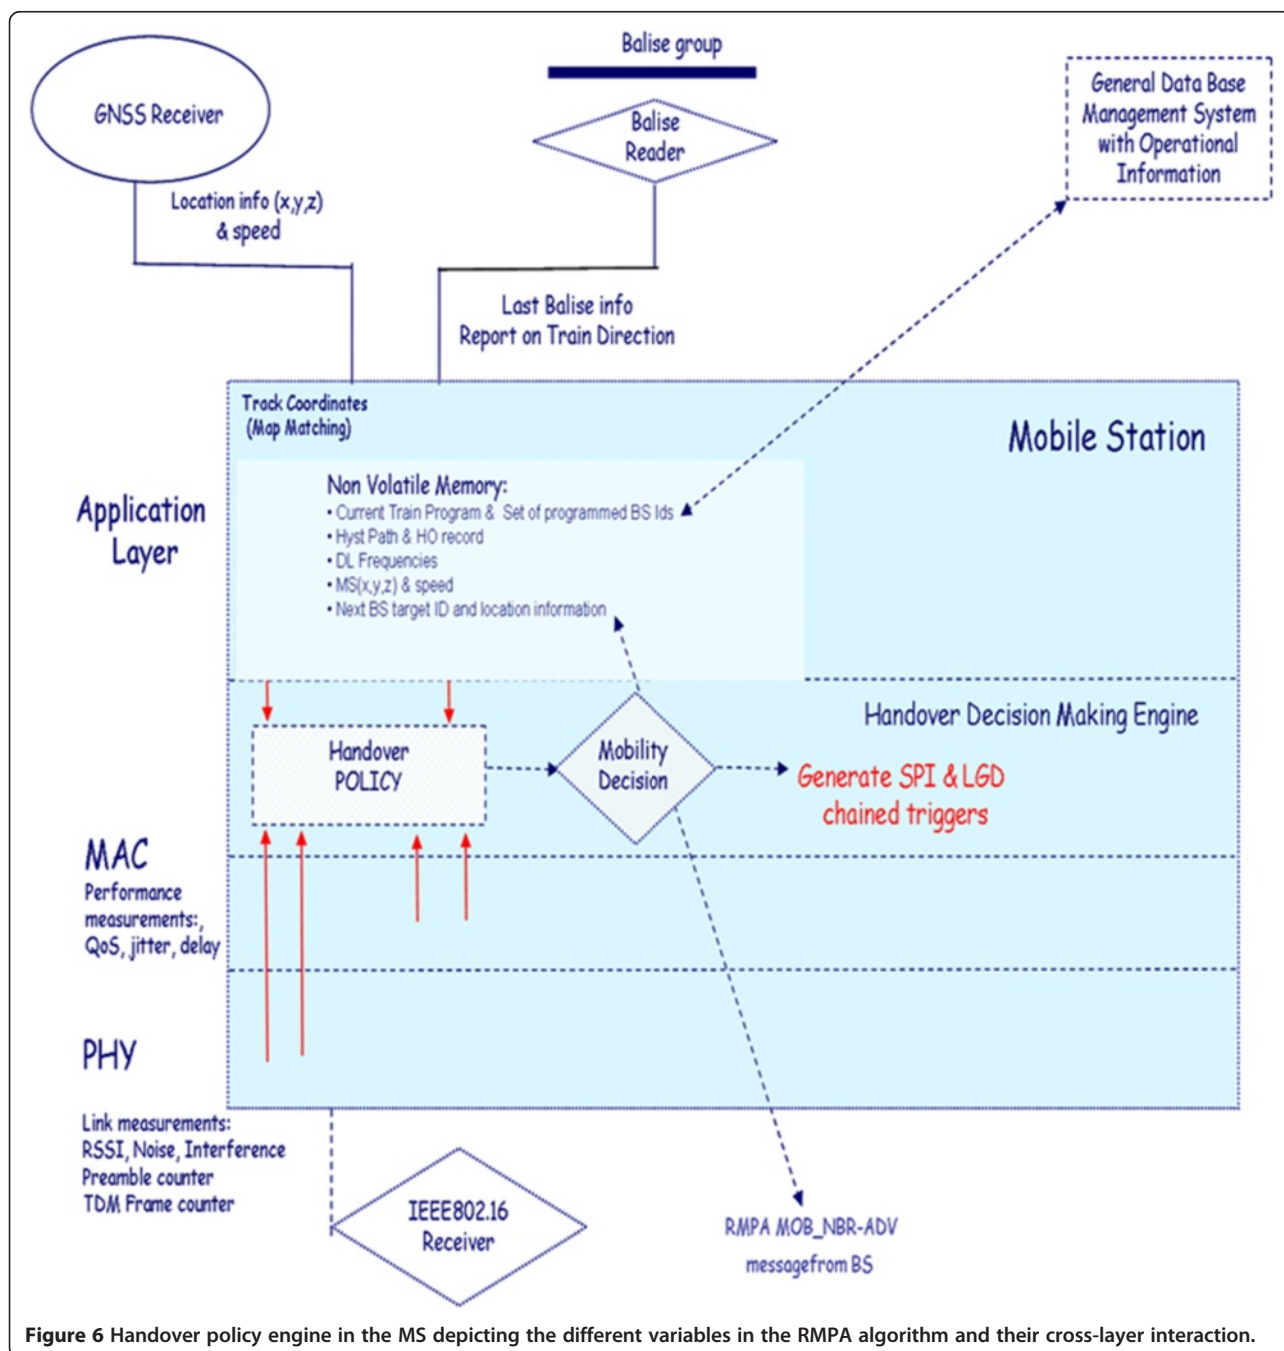 Balise group
GNSS Receiver
Balise
Reader
General Data Base
Management System
with Operational
Information
Location info (x,y,z)
& speed
Last Balise info
Report on Train Direction
Track Coordinates
(Map Matching)
Mobile Station
Application
Layer
Non Volatile Memory:
• Current Train Program & Set of programmed BS Ids
• Hyst Path & HO record
• DL Frequencies
• MS(x,y,z) & speed
• Next BS target ID and location information
Handover Decision Making Engine
Handover
POLICY
Mobility
Decision
Generate SPI & LGD
chained triggers
MAC
Performance
measurements:,
QoS, jitter, delay
PHY
Link measurements:
RSSI, Noise, Interference
Preamble counter
TDM Frame counter
IEEE802.16
Receiver
RMPA MOB_NBR-ADV
messagefrom BS
Figure 6 Handover policy engine in the MS depicting the different variables in the RMPA algorithm and their cross-layer interaction.